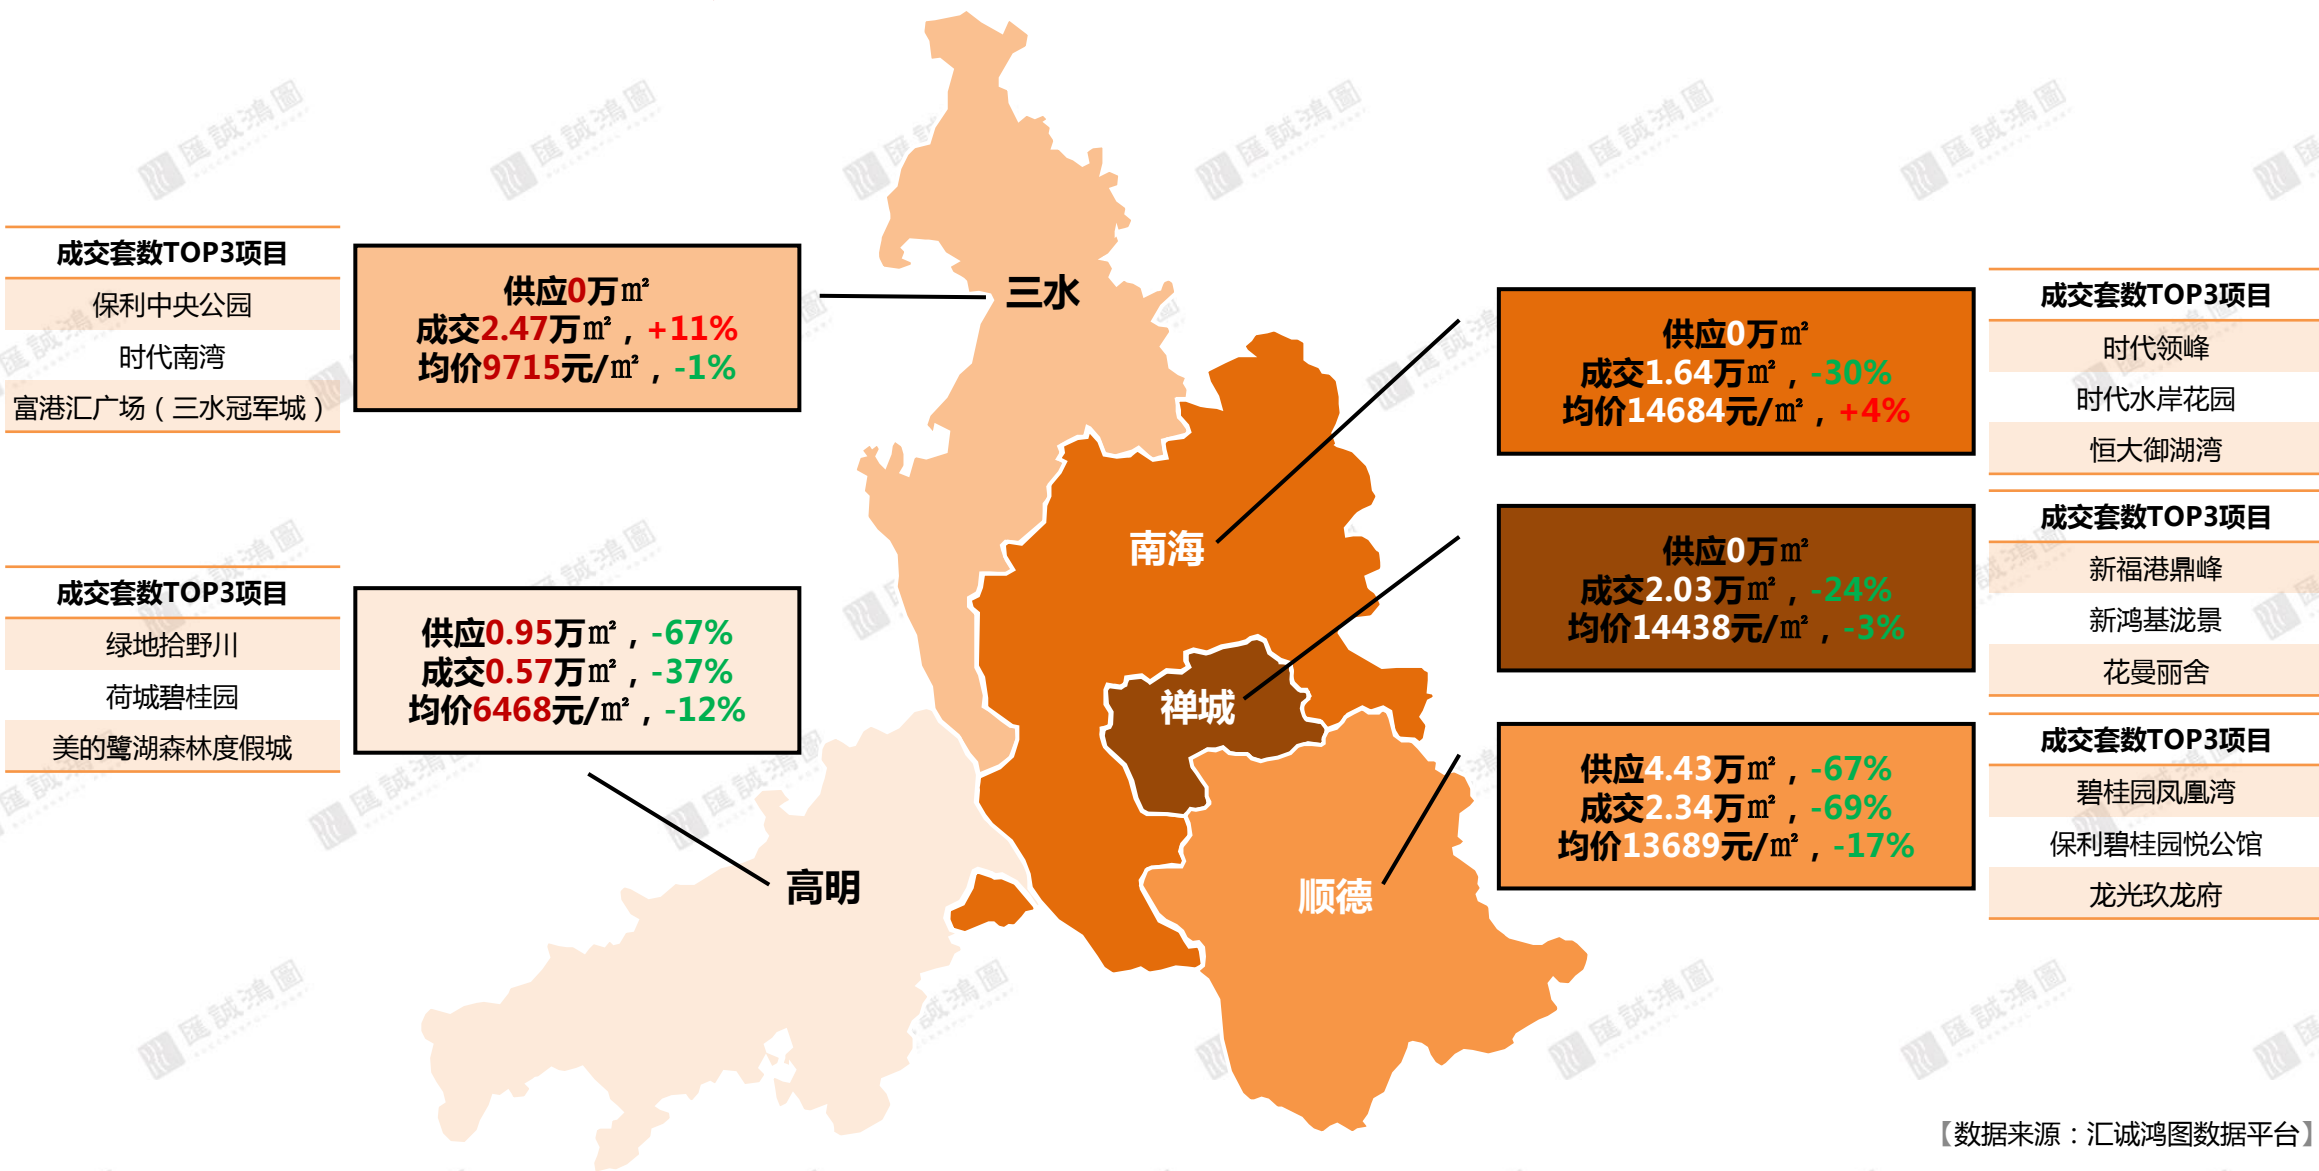 成交套数TOP3项目
保利中央公园
时代南湾
富港汇广场（三水冠军城）
供应0万㎡
成交2.47万㎡，+11%
均价9715元/㎡，-1%
三水
成交套数TOP3项目
绿地拾野川
荷城碧桂园
美的鹭湖森林度假城
供应0.95万㎡，-67%
成交0.57万㎡，-37%
均价6468元/㎡，-12%
高明
南海
供应0万㎡
成交1.64万㎡，-30%
均价14684元/㎡，+4%
成交套数TOP3项目
时代领峰
时代水岸花园
恒大御湖湾
禅城
供应0万㎡
成交2.03万㎡，-24%
均价14438元/㎡，-3%
成交套数TOP3项目
新福港鼎峰
新鸿基泷景
花曼丽舍
顺德
供应4.43万㎡，-67%
成交2.34万㎡，-69%
均价13689元/㎡，-17%
成交套数TOP3项目
碧桂园凤凰湾
保利碧桂园悦公馆
龙光玖龙府
【数据来源：汇诚鸿图数据平台】
匯誠鴻圖